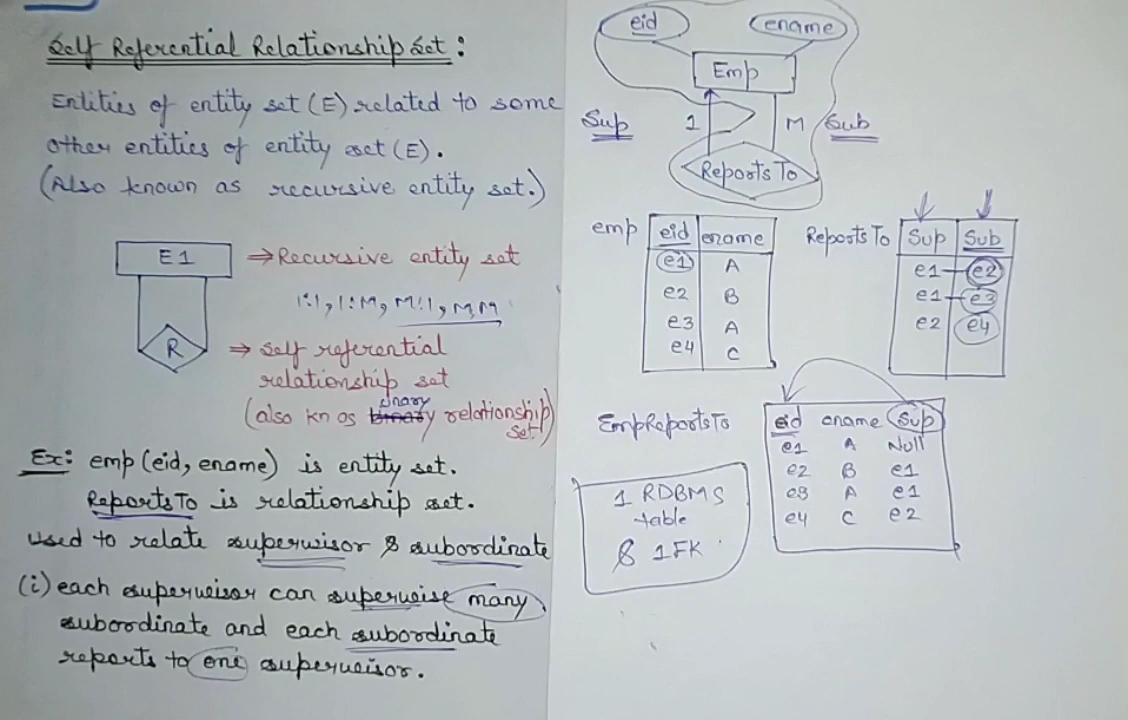 Self Referential Relationship Set :
Entities of entity set (E) related to some
other entities of entity set (E).
(Also known as recursive entity set.)
E1
⇒ Recursive entity set
1:1, 1:M, M:1, M:M
R
⇒ Self referential
relationship set
(also kn as binary unary relationship
set)
Ex: emp (eid, ename) is entity set.
Reports To is relationship set.
Used to relate supervisor & subordinate
(i) each supervisor can supervise many
subordinate and each subordinate
reports to one supervisor.
eid
ename
Emp
Sup 1 M Sub
Reports To
emp
eid ename
e1 A
e2 B
e3 A
e4 C
Reports To
Sup Sub
e1 e2
e1 e3
e2 e4
EmpReportsTo
eid ename Sup
e1 A Null
e2 B e1
e3 A e1
e4 C e2
1 RDBMS
table
& 1FK